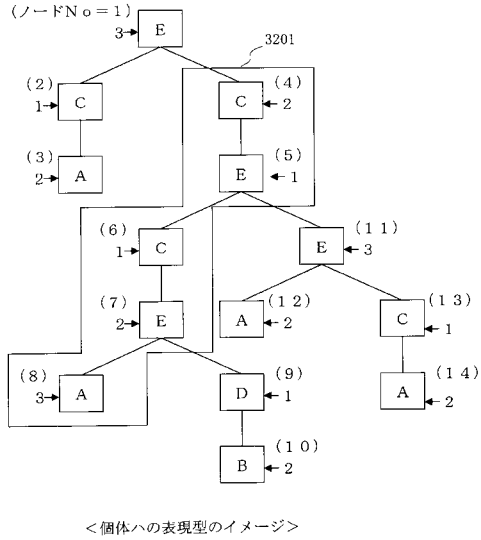 (ノードNo=1)
3 E
3201
(2) (4)
1 C C 2
(3) (5)
2 A E 1
(6) (11)
1 C E 3
(7) (12) (13)
2 E A 2 C 1
(8) (9) (14)
3 A D 1 A 2
(10)
B 2
<個体ハの表現型のイメージ>